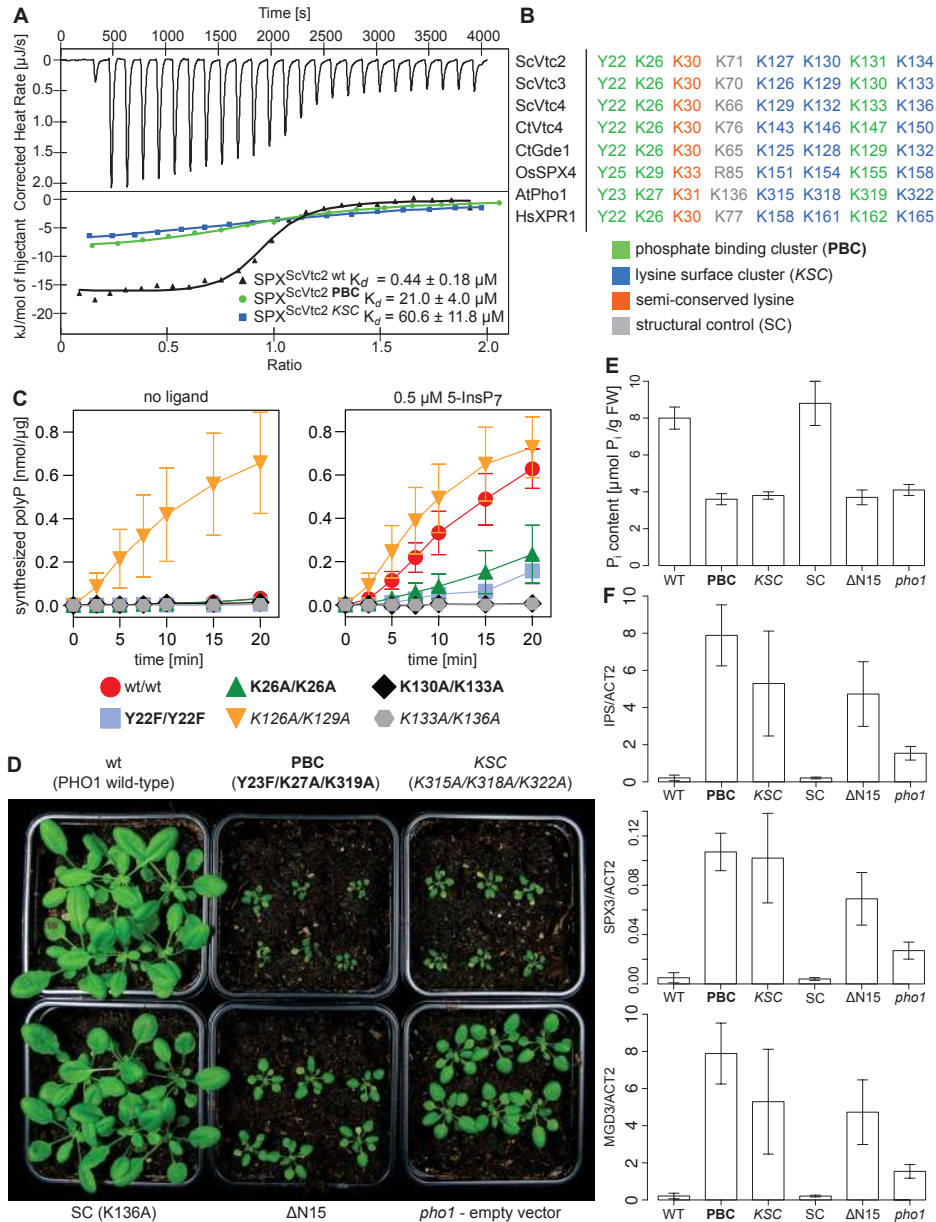 A
Time [s]
0 500 1000 1500 2000 2500 3000 3500 4000
Corrected Heat Rate [µJ/s]
0
0.5
1.0
1.5
2.0
kJ/mol of Injectant
0
-5
-10
-15
-20
SPX ScVtc2 wt Kd = 0.44 ± 0.18 µM
SPX ScVtc2 PBC Kd = 21.0 ± 4.0 µM
SPX ScVtc2 KSC Kd = 60.6 ± 11.8 µM
0 0.5 1.0 1.5 2.0
Ratio
B
ScVtc2 Y22 K26 K30 K71 K127 K130 K131 K134
ScVtc3 Y22 K26 K30 K70 K126 K129 K130 K133
ScVtc4 Y22 K26 K30 K66 K129 K132 K133 K136
CtVtc4 Y22 K26 K30 K76 K143 K146 K147 K150
CtGde1 Y22 K26 K30 K65 K125 K128 K129 K132
OsSPX4 Y25 K29 K33 R85 K151 K154 K155 K158
AtPho1 Y23 K27 K31 K136 K315 K318 K319 K322
HsXPR1 Y22 K26 K30 K77 K158 K161 K162 K165
phosphate binding cluster (PBC)
lysine surface cluster (KSC)
semi-conserved lysine
structural control (SC)
C
no ligand
synthesized polyP [nmol/µg]
0.8
0.6
0.4
0.2
0.0
0 5 10 15 20
time [min]
0.5 µM 5-InsP7
0.8
0.6
0.4
0.2
0.0
0 5 10 15 20
time [min]
wt/wt K26A/K26A K130A/K133A
Y22F/Y22F K126A/K129A K133A/K136A
D
wt
(PHO1 wild-type)
PBC
(Y23F/K27A/K319A)
KSC
(K315A/K318A/K322A)
SC (K136A)
ΔN15
pho1 - empty vector
E
Pi content [µmol Pi /g FW]
10
8
6
4
2
0
WT PBC KSC SC ΔN15 pho1
F
IPS/ACT2
8
6
4
2
0
WT PBC KSC SC ΔN15 pho1
SPX3/ACT2
0.12
0.08
0.04
0.00
WT PBC KSC SC ΔN15 pho1
MGD3/ACT2
10
8
6
4
2
0
WT PBC KSC SC ΔN15 pho1